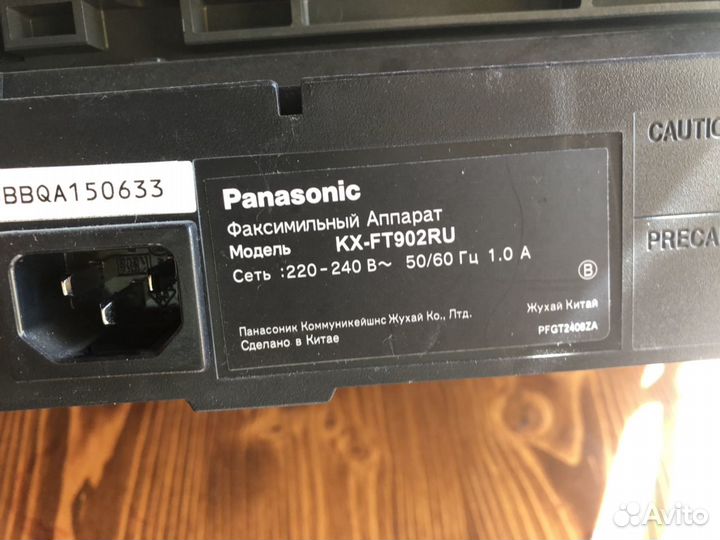 BBQA150633
Panasonic
Факсимильный Аппарат
Модель KX-FT902RU
Сеть :220-240 В~ 50/60 Гц 1.0 А
B
Панасоник Коммуникейшнс Жухай Ко., Лтд.
Сделано в Китае
Жухай Китай
PFGT2408ZA
CAUTIO
PRECA
Avito